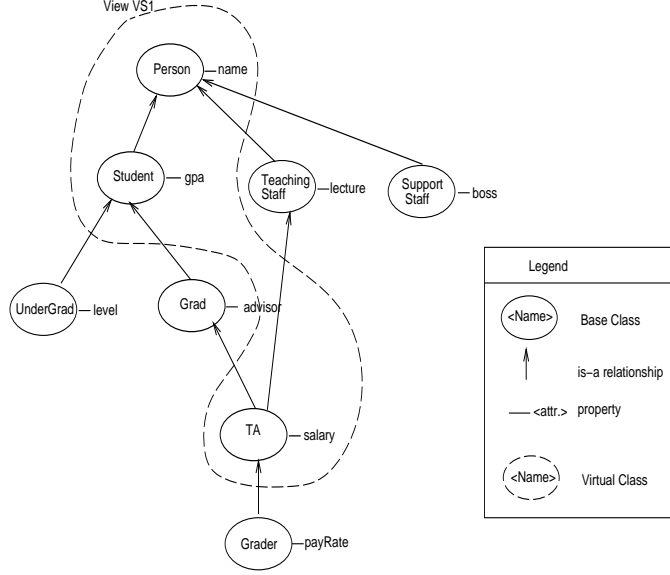 View VS1
Person
name
Student
gpa
Teaching
Staff
lecture
Support
Staff
boss
UnderGrad
level
Grad
advisor
TA
salary
Grader
payRate
Legend
<Name>
Base Class
is-a relationship
<attr.>
property
<Name>
Virtual Class